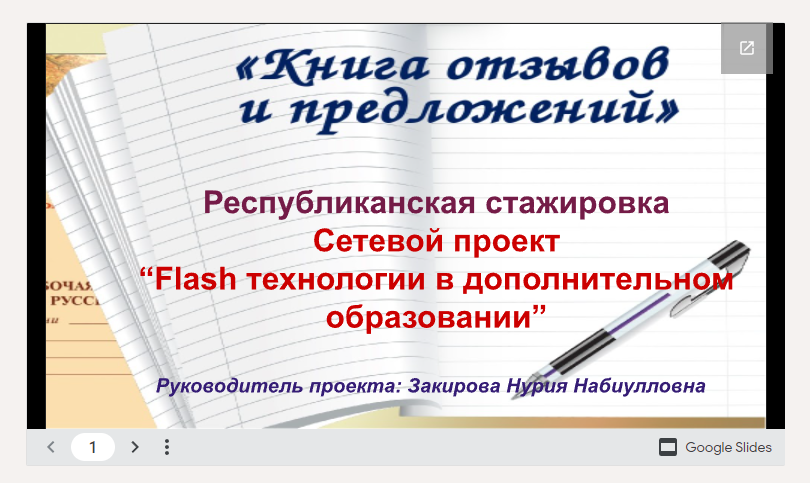 «Книга отзывов
и предложений»
Республиканская стажировка
Сетевой проект
“Flash технологии в дополнительном
образовании”
Руководитель проекта: Закирова Нурия Набиулловна
1
Google Slides